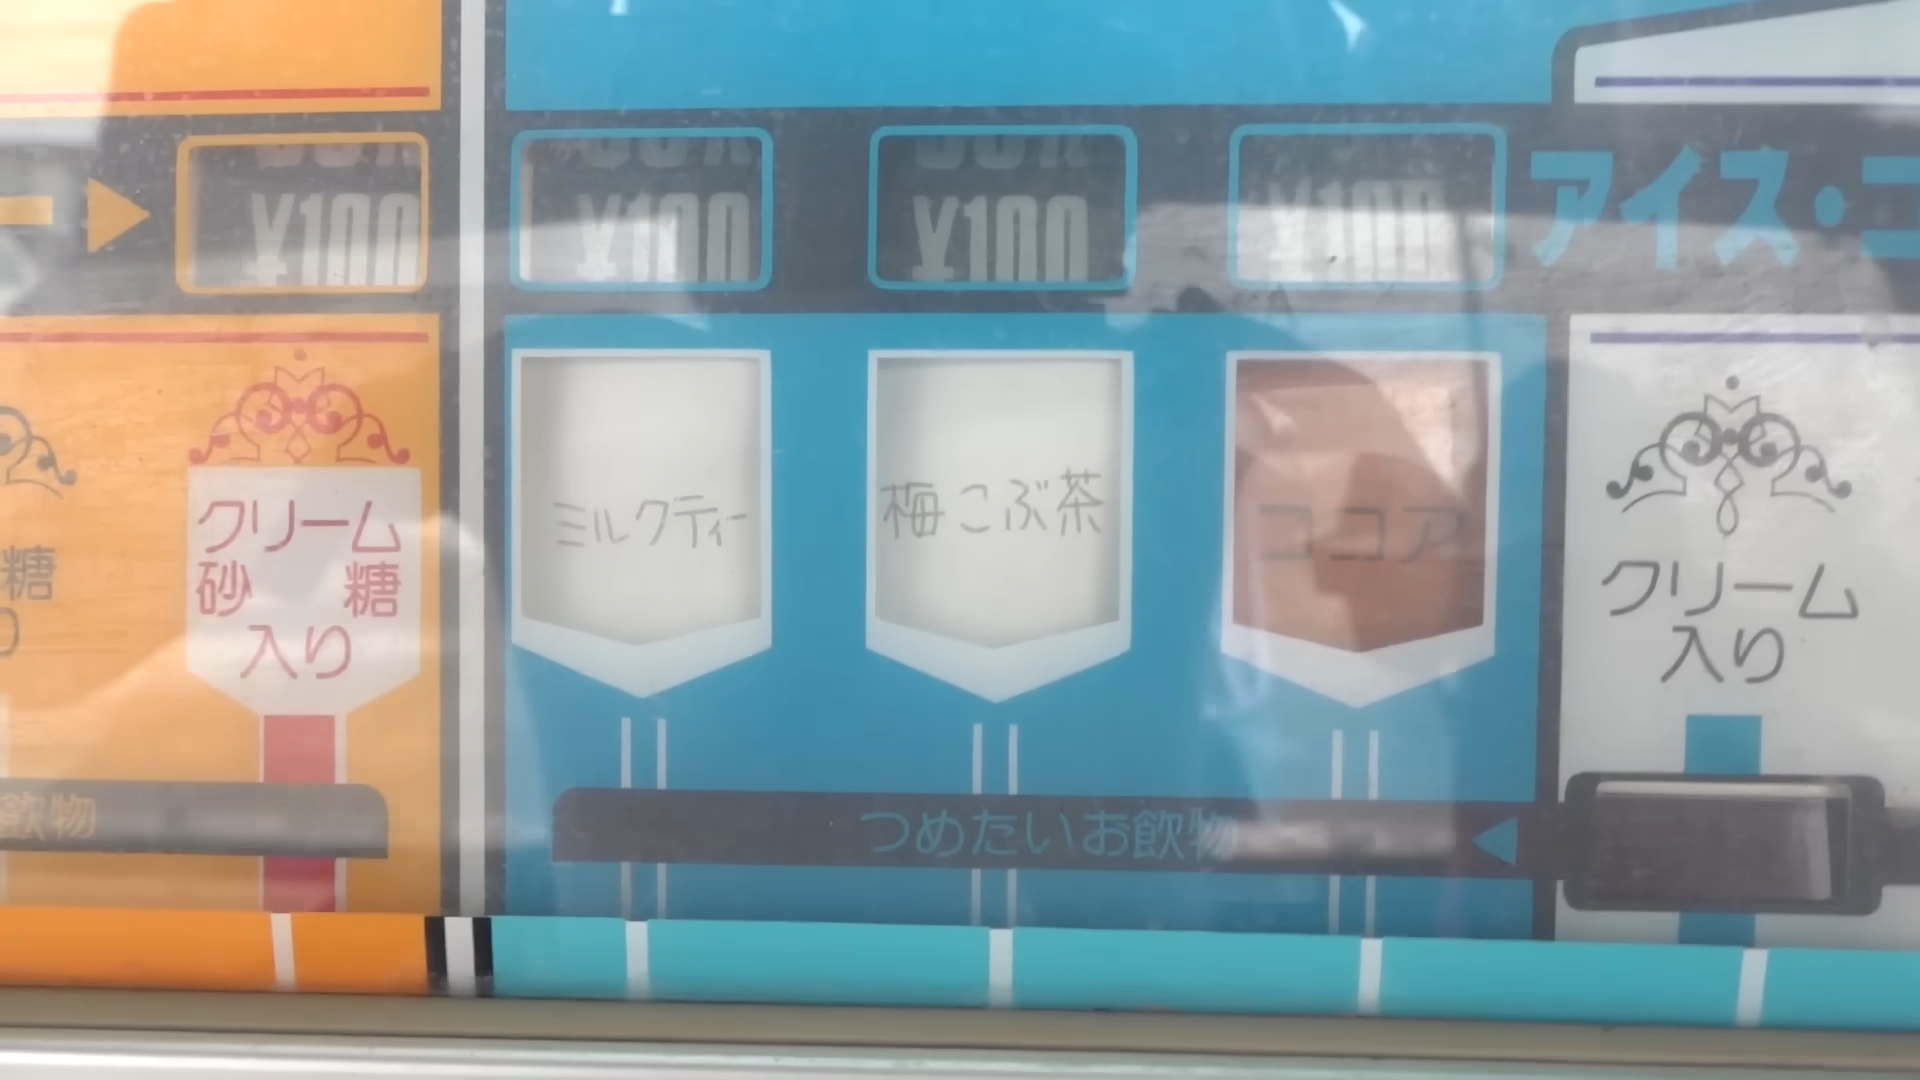 ¥100
¥100
¥100
¥100
アイス・コ
クリーム
砂 糖
入り
ミルクティー
梅こぶ茶
ココア
クリーム
入り
糖
飲物
つめたいお飲物